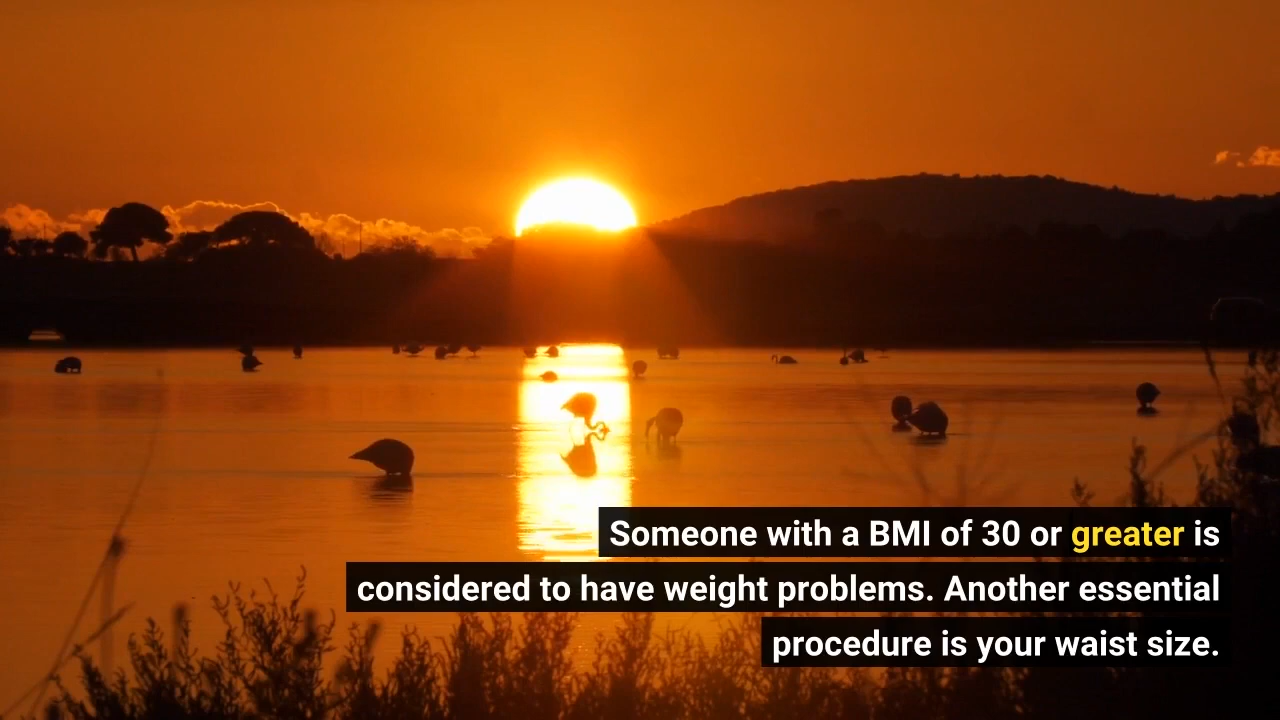 Someone with a BMI of 30 or greater is
considered to have weight problems. Another essential
procedure is your waist size.